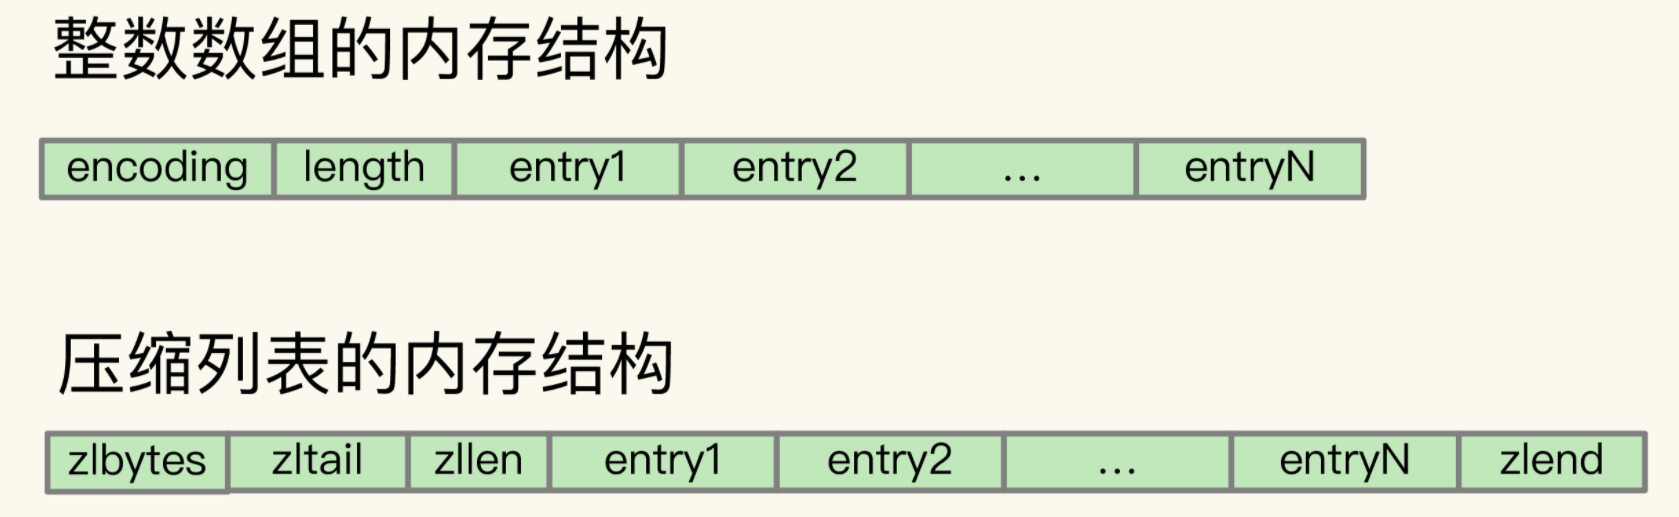 整数数组的内存结构
encoding length entry1 entry2 ... entryN
压缩列表的内存结构
zlbytes zltail zllen entry1 entry2 ... entryN zlend